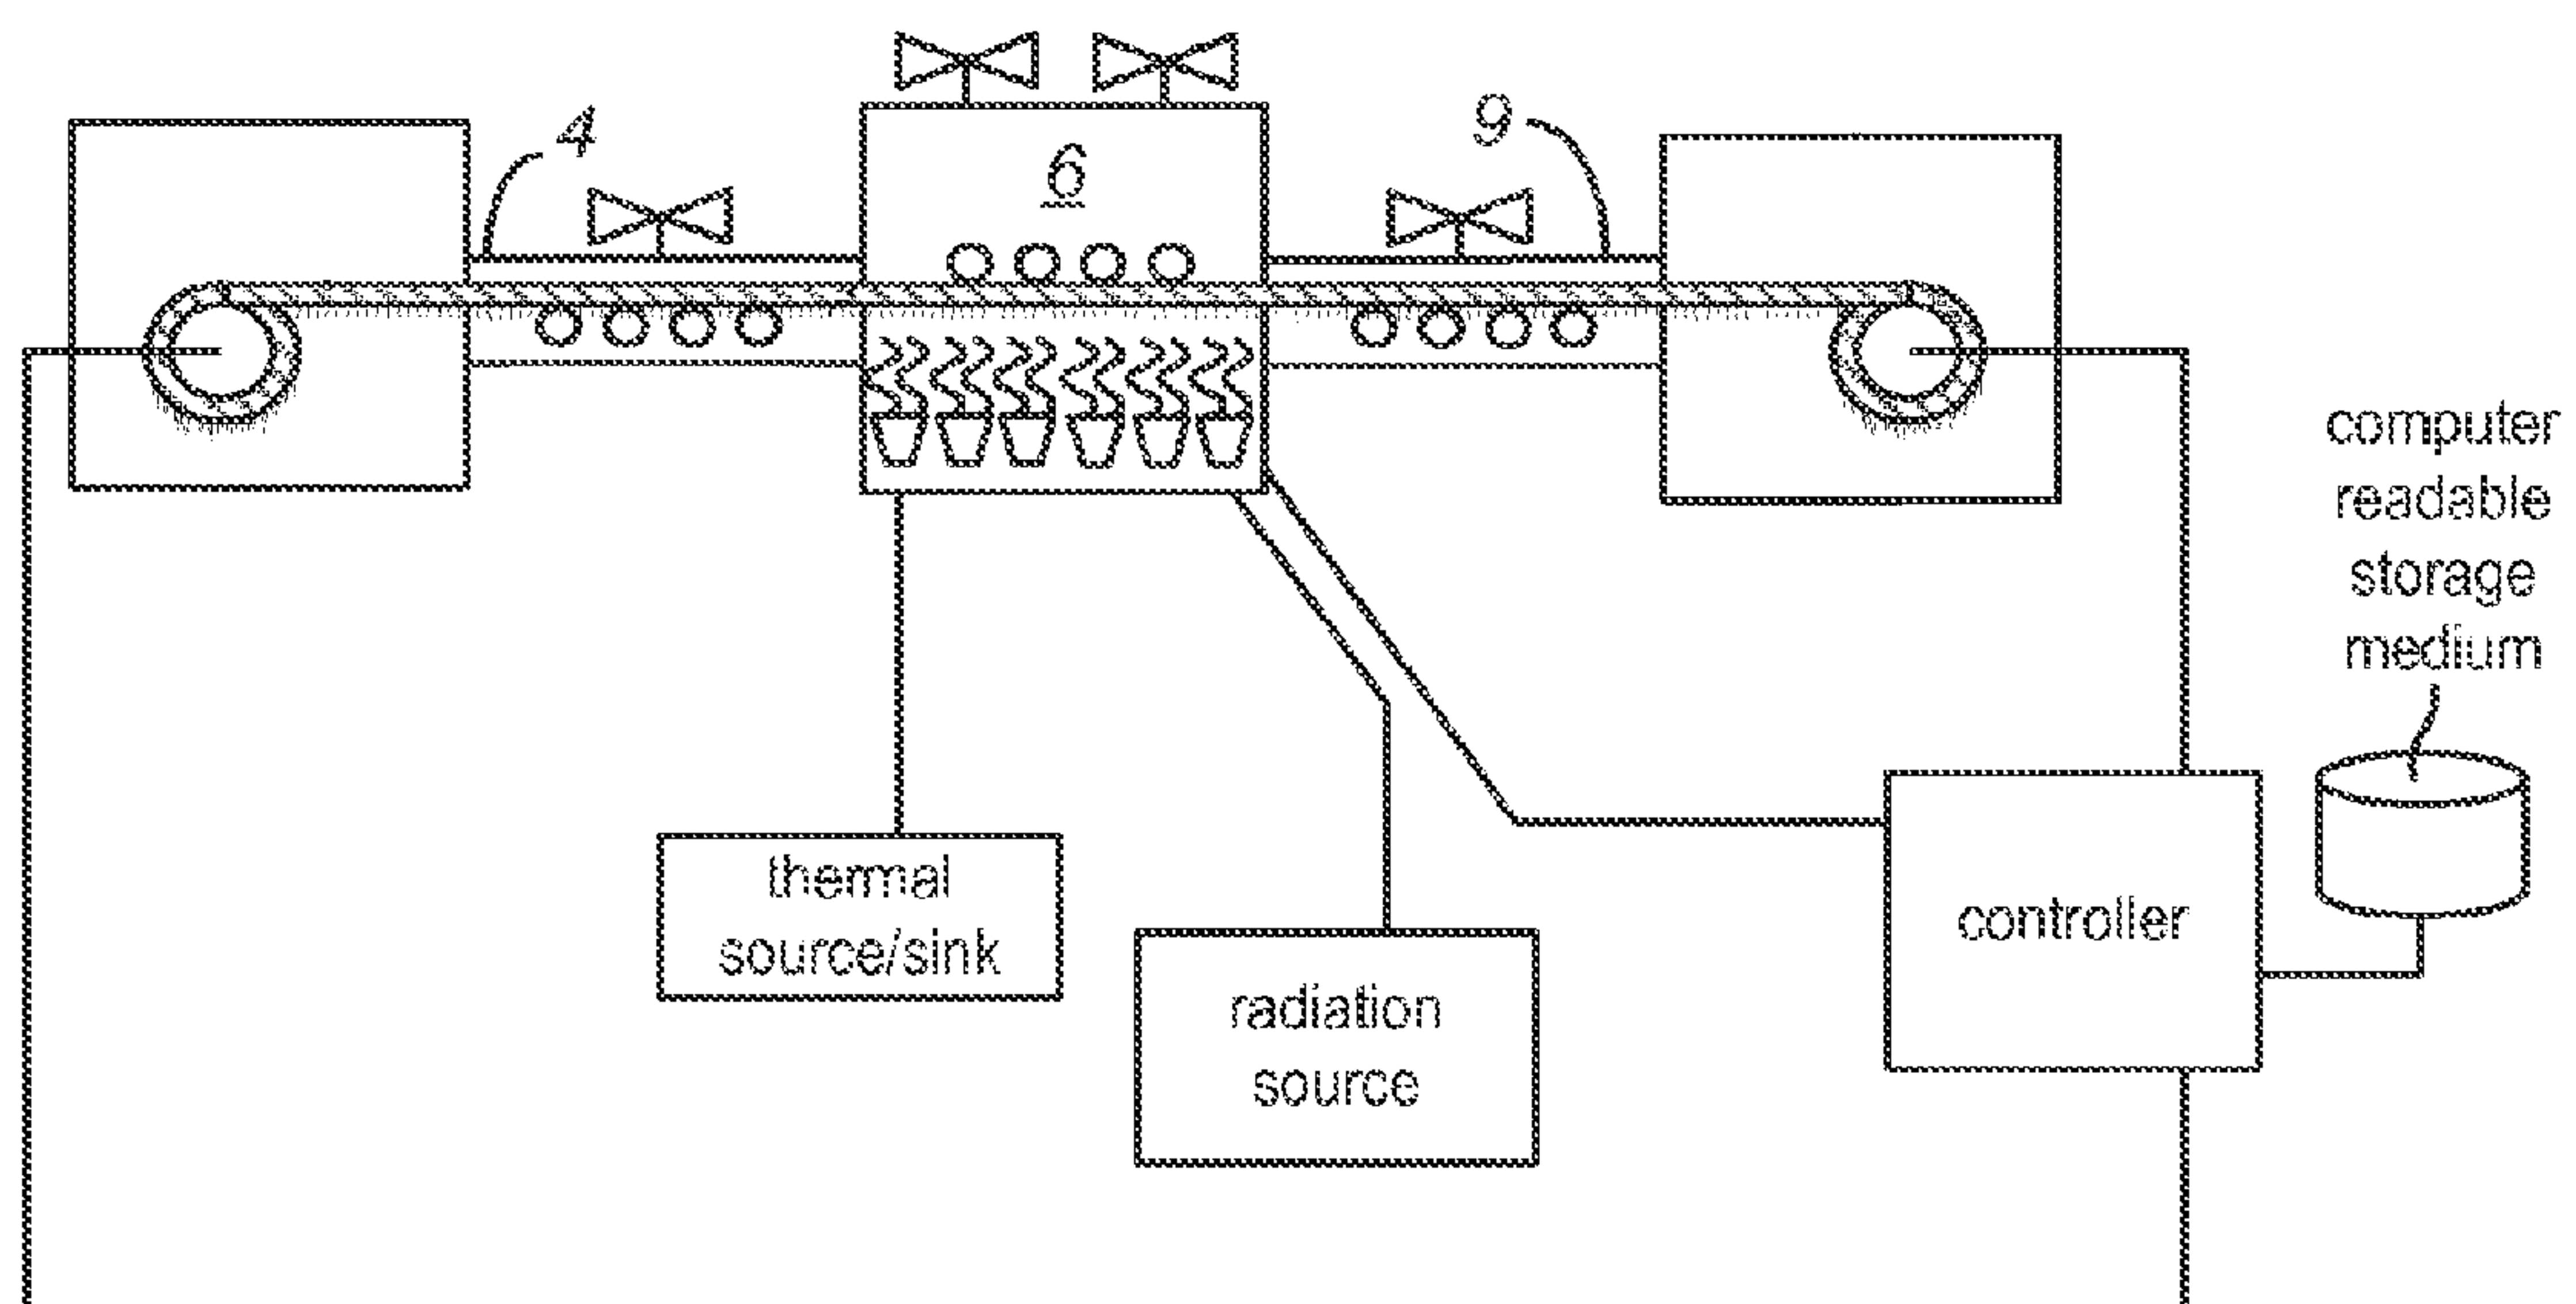 4
6
9
computer
readable
storage
medium
thermal
source/sink
radiation
source
controller